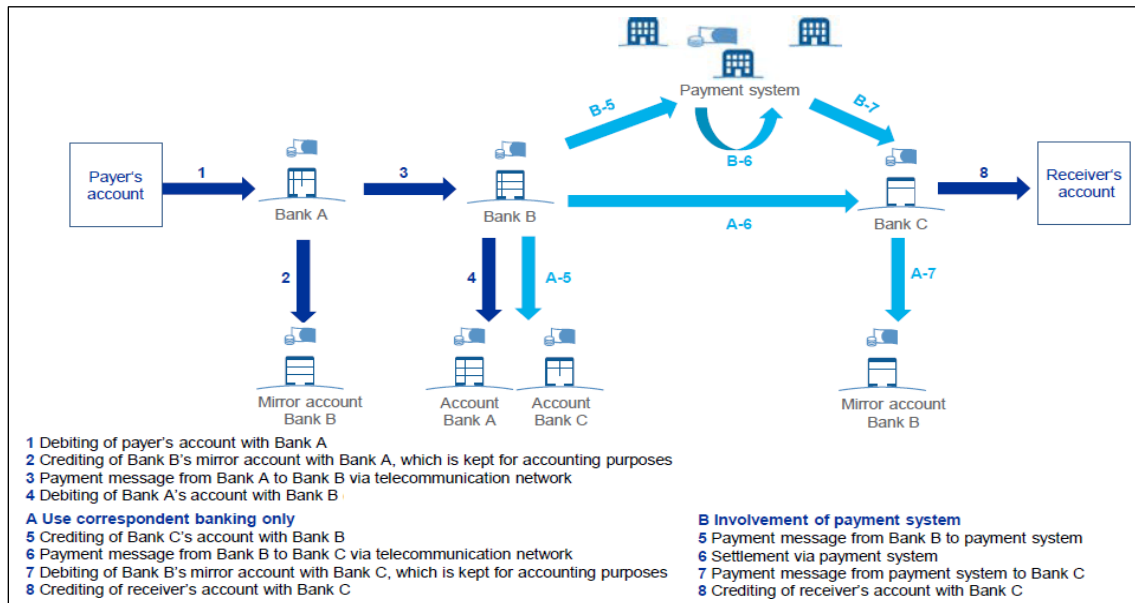 Payment system
B-5
B-7
B-6
Payer's
account
1
Bank A
3
Bank B
A-6
Bank C
8
Receiver's
account
2
4
A-5
A-7
Mirror account
Bank B
Account
Bank A
Account
Bank C
Mirror account
Bank B
1 Debiting of payer's account with Bank A
2 Crediting of Bank B's mirror account with Bank A, which is kept for accounting purposes
3 Payment message from Bank A to Bank B via telecommunication network
4 Debiting of Bank A's account with Bank B
A Use correspondent banking only
5 Crediting of Bank C's account with Bank B
6 Payment message from Bank B to Bank C via telecommunication network
7 Debiting of Bank B's mirror account with Bank C, which is kept for accounting purposes
8 Crediting of receiver's account with Bank C
B Involvement of payment system
5 Payment message from Bank B to payment system
6 Settlement via payment system
7 Payment message from payment system to Bank C
8 Crediting of receiver's account with Bank C